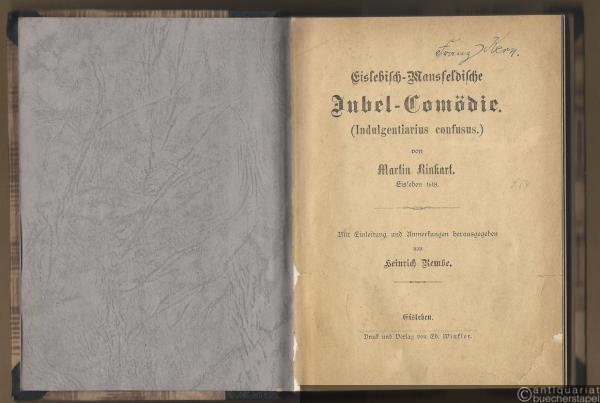 Franz Kern.
Eislebisch-Mansfeldische
Jubel-Comödie.
(Indulgentiarius confusus.)
von
Martin Rinkart.
Eisleben 1618.
Mit Einleitung und Anmerkungen herausgegeben
von
Heinrich Rembe.
Eisleben.
Druck und Verlag von Ed. Winkler.
©antiquariat
buecherstapel